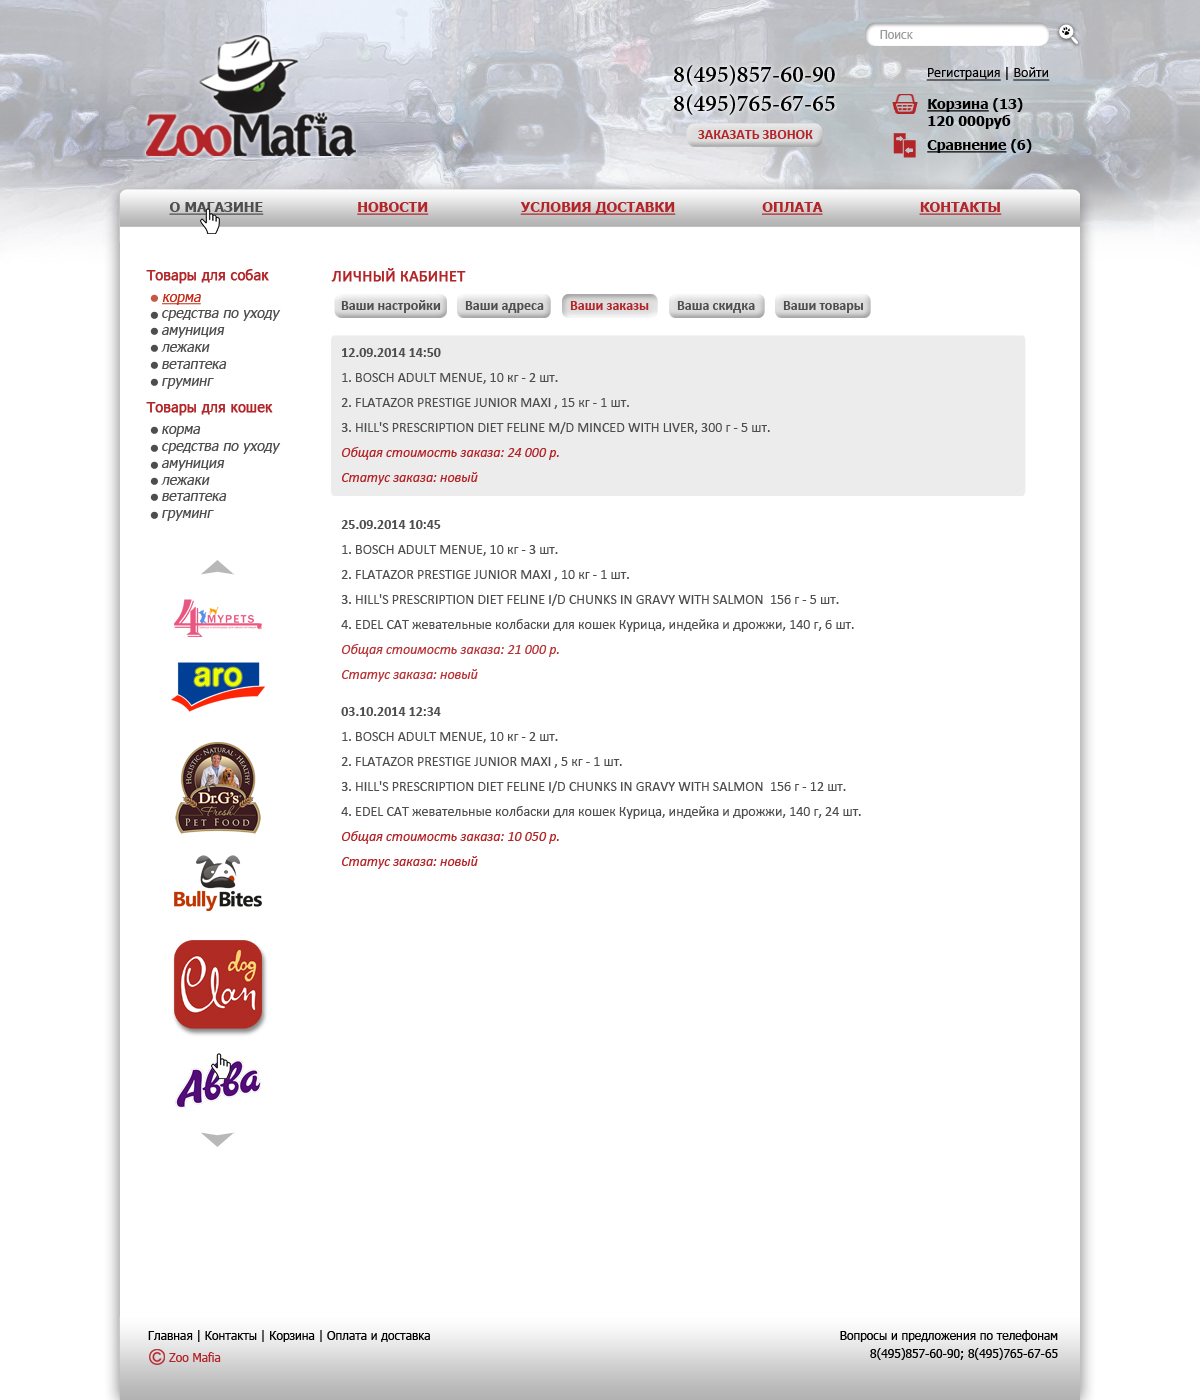 Поиск
8(495)857-60-90
8(495)765-67-65
ЗАКАЗАТЬ ЗВОНОК
Регистрация | Войти
Корзина (13)
120 000руб
Сравнение (6)
ZooMafia
О МАГАЗИНЕ НОВОСТИ УСЛОВИЯ ДОСТАВКИ ОПЛАТА КОНТАКТЫ
Товары для собак
корма
средства по уходу
амуниция
лежаки
ветаптека
груминг
Товары для кошек
корма
средства по уходу
амуниция
лежаки
ветаптека
груминг
4MYPETS
aro
HOLISTIC · NATURAL · HEALTHY
Dr.G's
Fresh!
PET FOOD
BullyBites
dog
Clan
Авва
ЛИЧНЫЙ КАБИНЕТ
Ваши настройки Ваши адреса Ваши заказы Ваша скидка Ваши товары
12.09.2014 14:50
1. BOSCH ADULT MENUE, 10 кг - 2 шт.
2. FLATAZOR PRESTIGE JUNIOR MAXI , 15 кг - 1 шт.
3. HILL'S PRESCRIPTION DIET FELINE M/D MINCED WITH LIVER, 300 г - 5 шт.
Общая стоимость заказа: 24 000 р.
Статус заказа: новый
25.09.2014 10:45
1. BOSCH ADULT MENUE, 10 кг - 3 шт.
2. FLATAZOR PRESTIGE JUNIOR MAXI , 10 кг - 1 шт.
3. HILL'S PRESCRIPTION DIET FELINE I/D CHUNKS IN GRAVY WITH SALMON 156 г - 5 шт.
4. EDEL CAT жевательные колбаски для кошек Курица, индейка и дрожжи, 140 г, 6 шт.
Общая стоимость заказа: 21 000 р.
Статус заказа: новый
03.10.2014 12:34
1. BOSCH ADULT MENUE, 10 кг - 2 шт.
2. FLATAZOR PRESTIGE JUNIOR MAXI , 5 кг - 1 шт.
3. HILL'S PRESCRIPTION DIET FELINE I/D CHUNKS IN GRAVY WITH SALMON 156 г - 12 шт.
4. EDEL CAT жевательные колбаски для кошек Курица, индейка и дрожжи, 140 г, 24 шт.
Общая стоимость заказа: 10 050 р.
Статус заказа: новый
Главная | Контакты | Корзина | Оплата и доставка
© Zoo Mafia
Вопросы и предложения по телефонам
8(495)857-60-90; 8(495)765-67-65